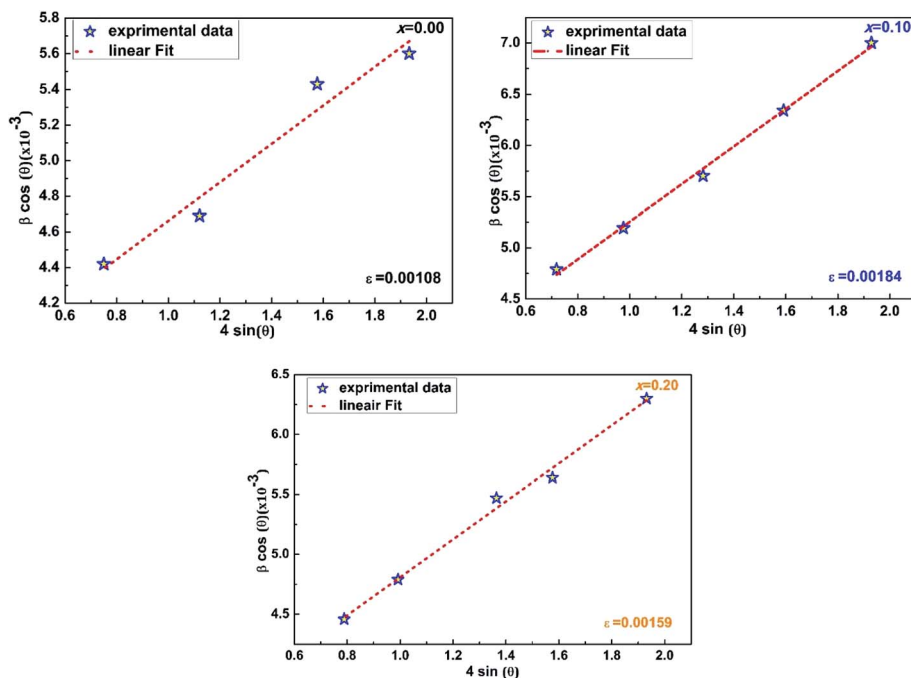 5.8
5.6
5.4
5.2
5.0
4.8
4.6
4.4
4.2
β cos (θ)(x10⁻³)
exprimental data
linear Fit
x=0.00
ε=0.00108
0.6 0.8 1.0 1.2 1.4 1.6 1.8 2.0
4 sin(θ)
7.0
6.5
6.0
5.5
5.0
4.5
β cos (θ)(x10⁻³)
exprimental data
linear Fit
x=0.10
ε=0.00184
0.6 0.8 1.0 1.2 1.4 1.6 1.8 2.0
4 sin (θ)
6.5
6.0
5.5
5.0
4.5
β cos (θ)(x10⁻³)
exprimental data
lineair Fit
x=0.20
ε=0.00159
0.6 0.8 1.0 1.2 1.4 1.6 1.8 2.0
4 sin (θ)